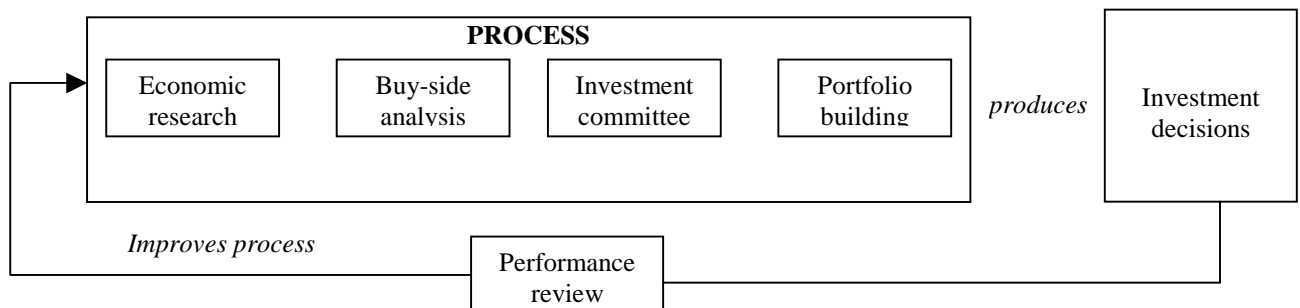 PROCESS
Economic
research
Buy-side
analysis
Investment
committee
Portfolio
building
produces
Investment
decisions
Improves process
Performance
review